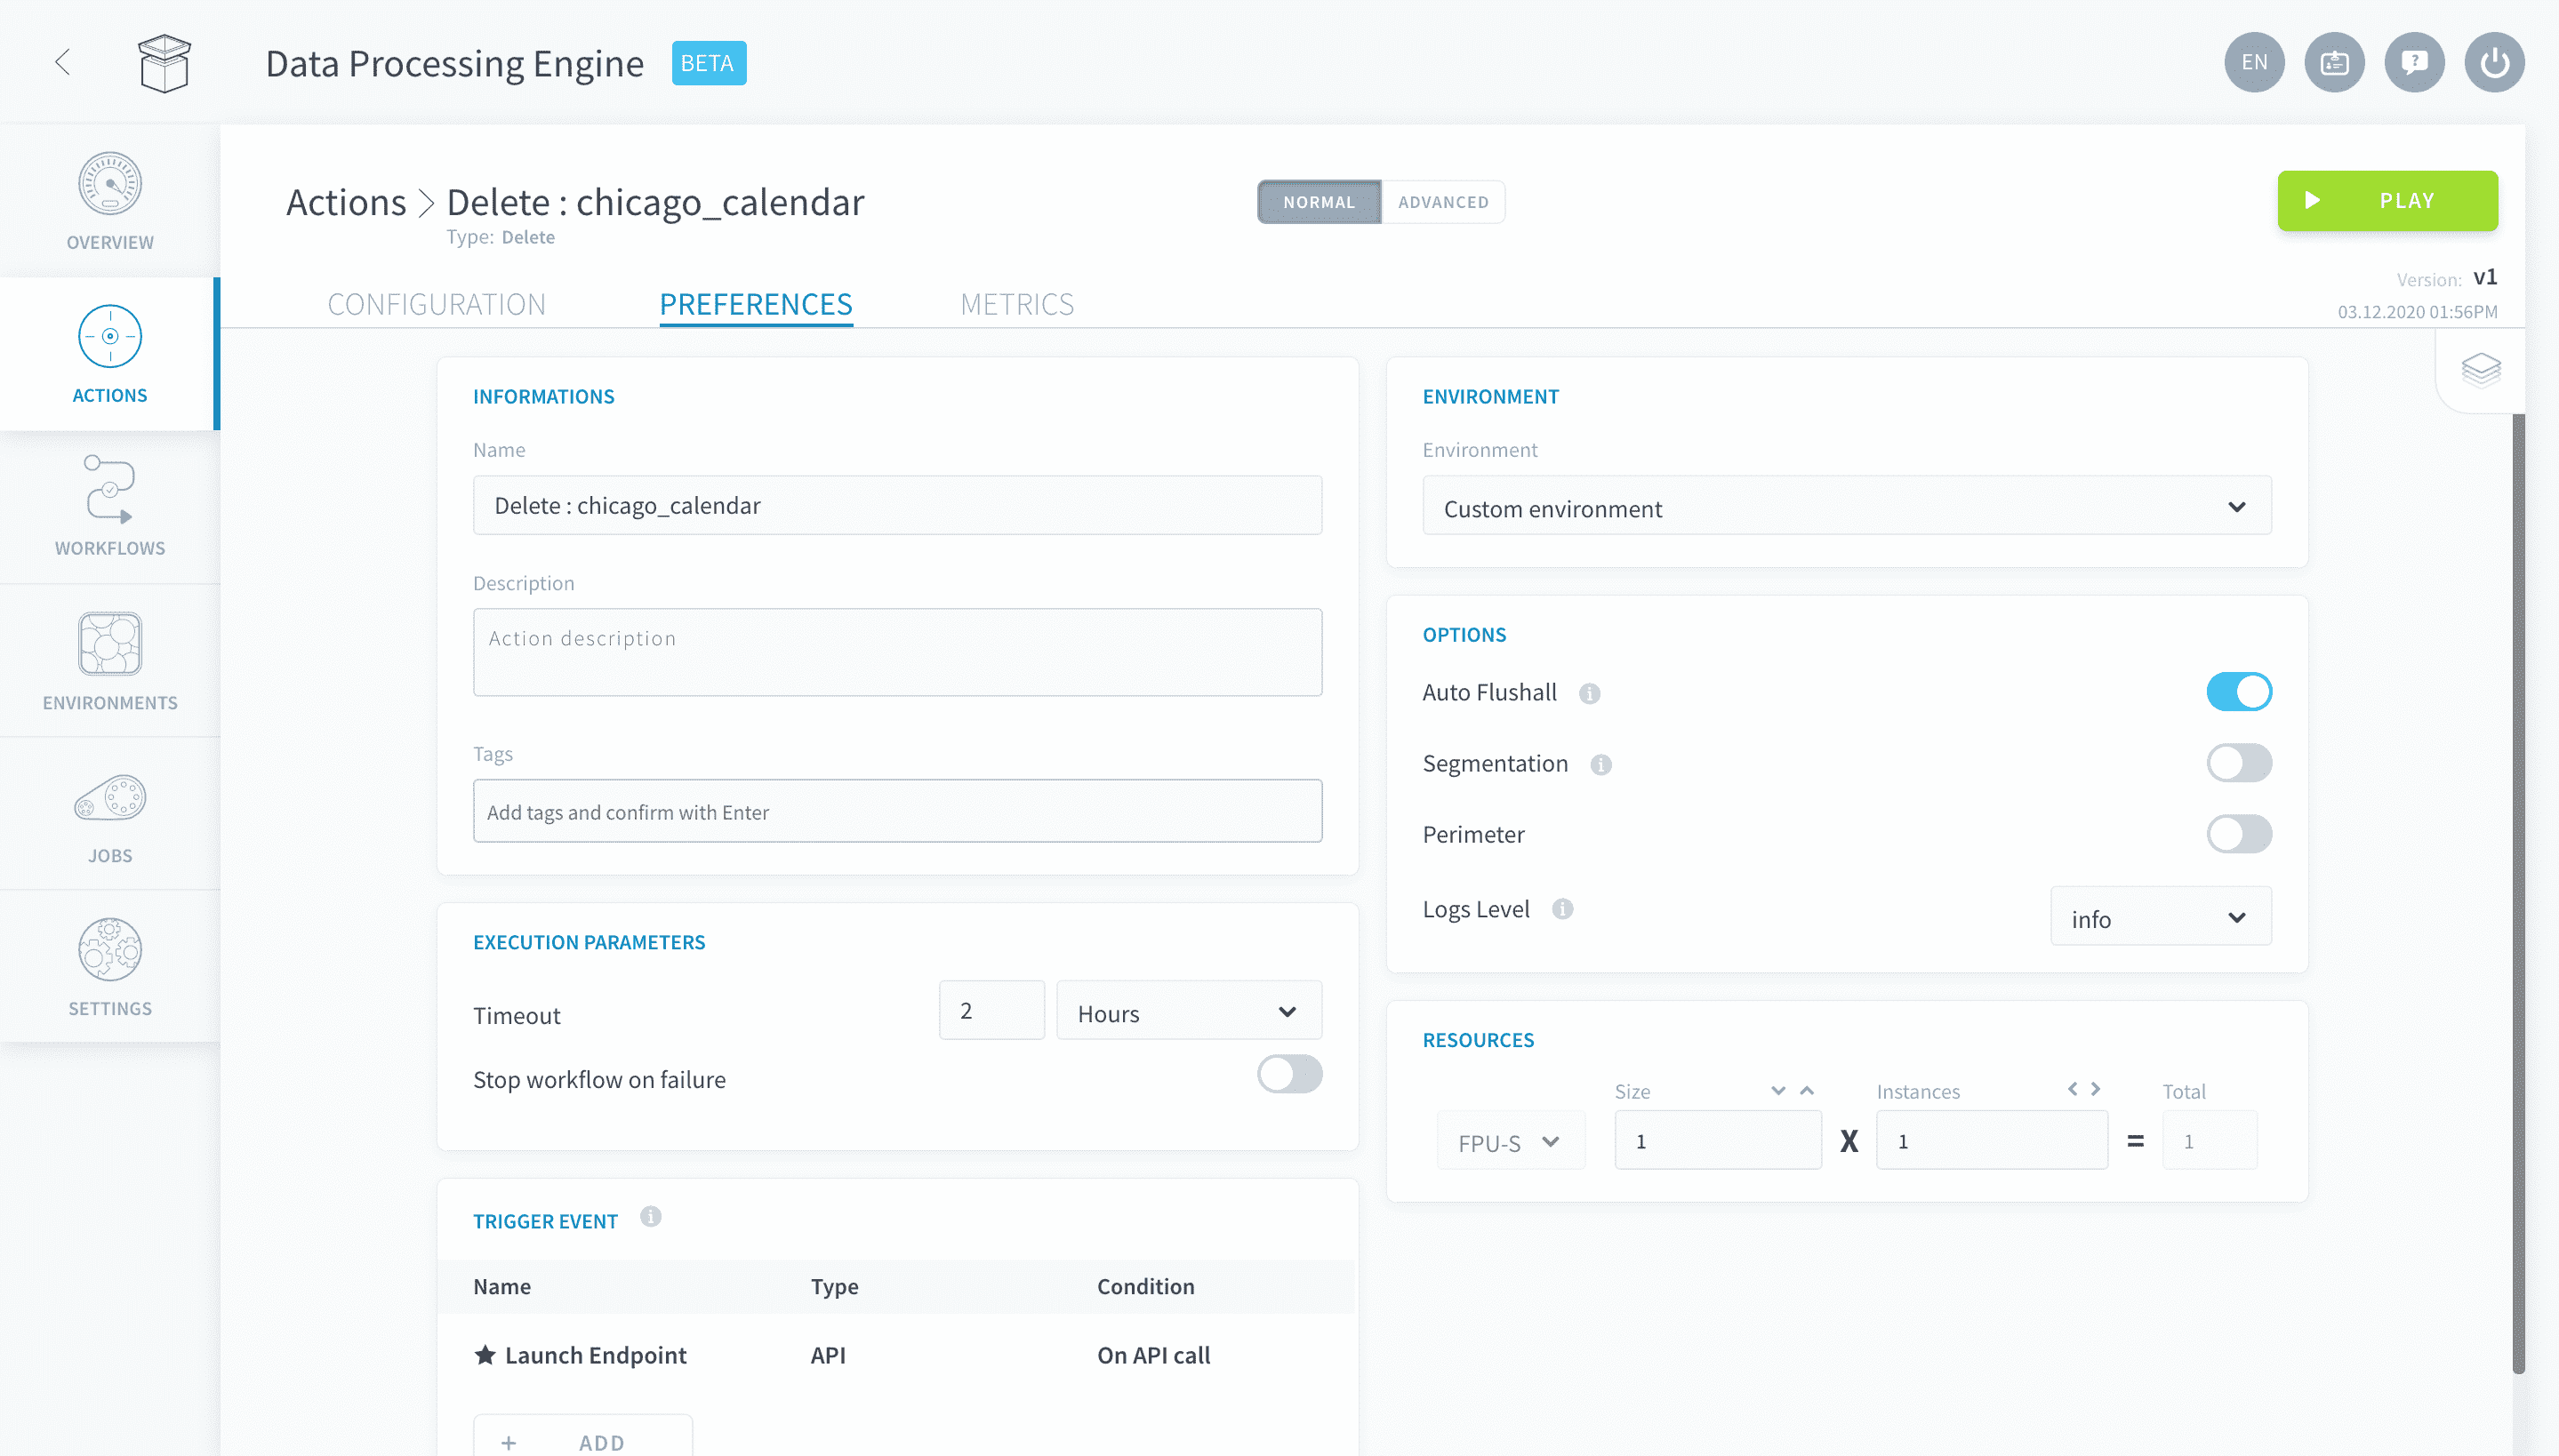 Data Processing Engine BETA
EN
OVERVIEW
ACTIONS
WORKFLOWS
ENVIRONMENTS
JOBS
SETTINGS
Actions > Delete : chicago_calendar
Type: Delete
NORMAL ADVANCED
PLAY
Version: v1
03.12.2020 01:56PM
CONFIGURATION PREFERENCES METRICS
INFORMATIONS
Name
Delete : chicago_calendar
Description
Action description
Tags
Add tags and confirm with Enter
EXECUTION PARAMETERS
Timeout 2 Hours
Stop workflow on failure
TRIGGER EVENT
Name Type Condition
Launch Endpoint API On API call
+ ADD
ENVIRONMENT
Environment
Custom environment
OPTIONS
Auto Flushall
Segmentation
Perimeter
Logs Level info
RESOURCES
Size Instances Total
FPU-S 1 X 1 = 1